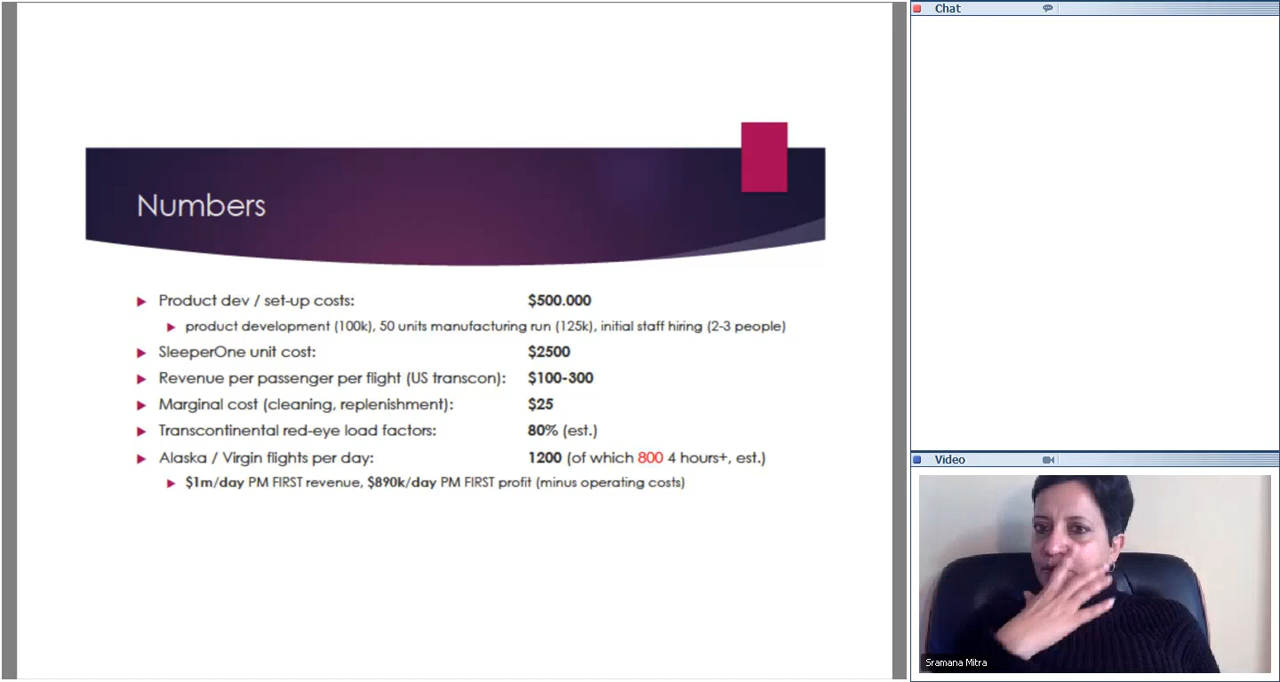 Numbers
Product dev / set-up costs: $500.000
product development (100k), 50 units manufacturing run (125k), initial staff hiring (2-3 people)
SleeperOne unit cost: $2500
Revenue per passenger per flight (US transcon): $100-300
Marginal cost (cleaning, replenishment): $25
Transcontinental red-eye load factors: 80% (est.)
Alaska / Virgin flights per day: 1200 (of which 800 4 hours+, est.)
$1m/day PM FIRST revenue, $890k/day PM FIRST profit (minus operating costs)
Chat
Video
Sramana Mitra